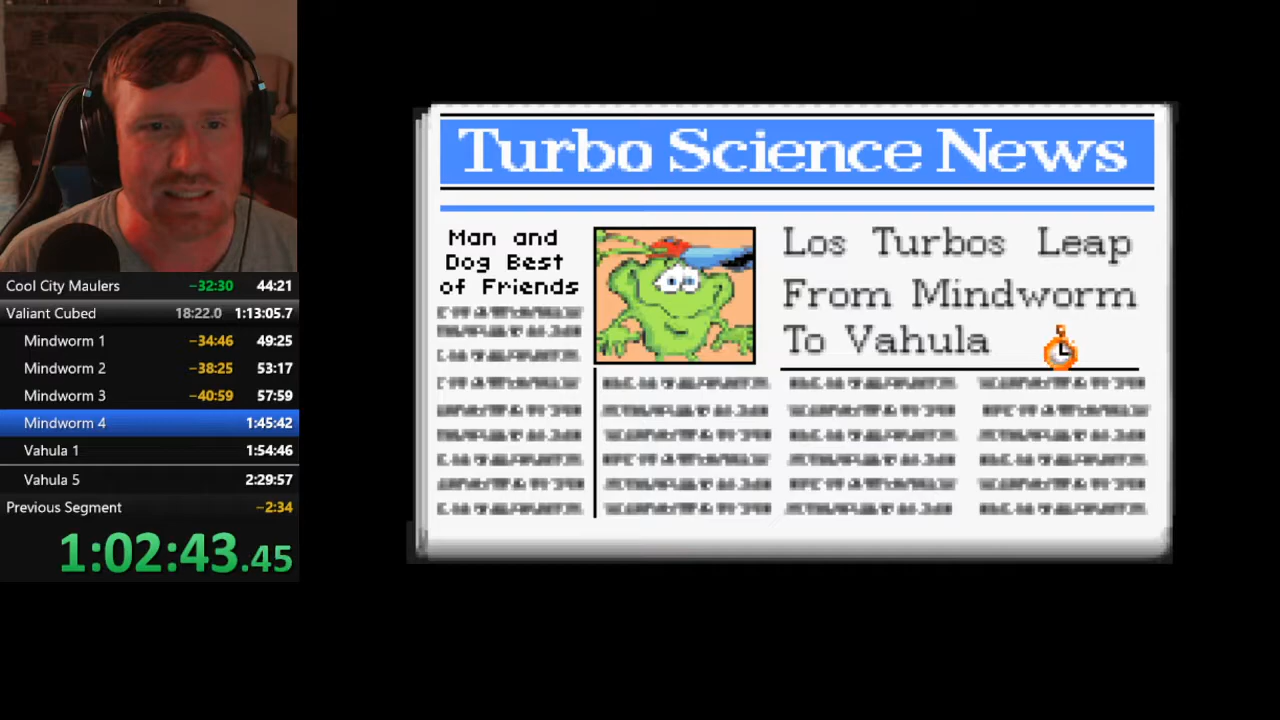 Cool City Maulers −32:30 44:21
Valiant Cubed 18:22.0 1:13:05.7
Mindworm 1 −34:46 49:25
Mindworm 2 −38:25 53:17
Mindworm 3 −40:59 57:59
Mindworm 4 1:45:42
Vahula 1 1:54:46
Vahula 5 2:29:57
Previous Segment −2:34
1:02:43.45
Turbo Science News
Man and
Dog Best
of Friends
Los Turbos Leap
From Mindworm
To Vahula